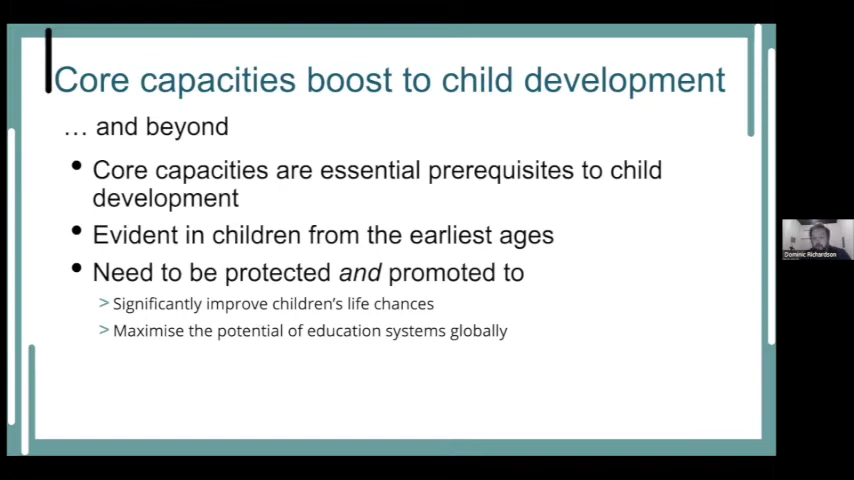 Core capacities boost to child development
… and beyond
• Core capacities are essential prerequisites to child
development
• Evident in children from the earliest ages
• Need to be protected and promoted to
> Significantly improve children's life chances
> Maximise the potential of education systems globally
Dominic Richardson